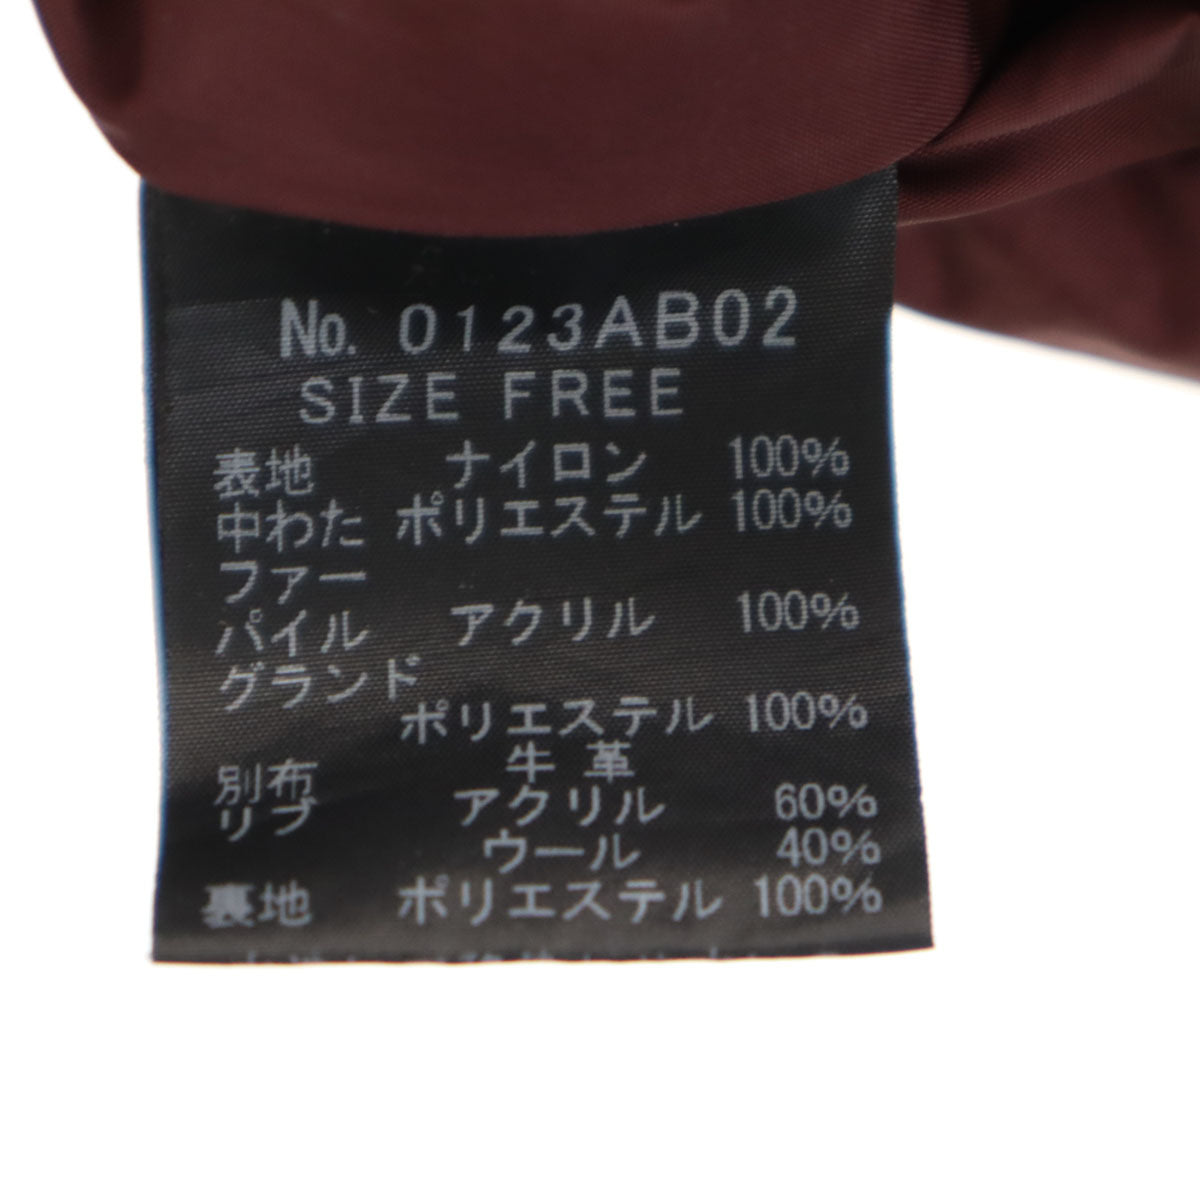 No. 0123AB02
SIZE FREE
表地 ナイロン 100%
中わた ポリエステル 100%
ファー
パイル アクリル 100%
グランド
ポリエステル 100%
別布 牛革
リブ アクリル 60%
ウール 40%
裏地 ポリエステル 100%